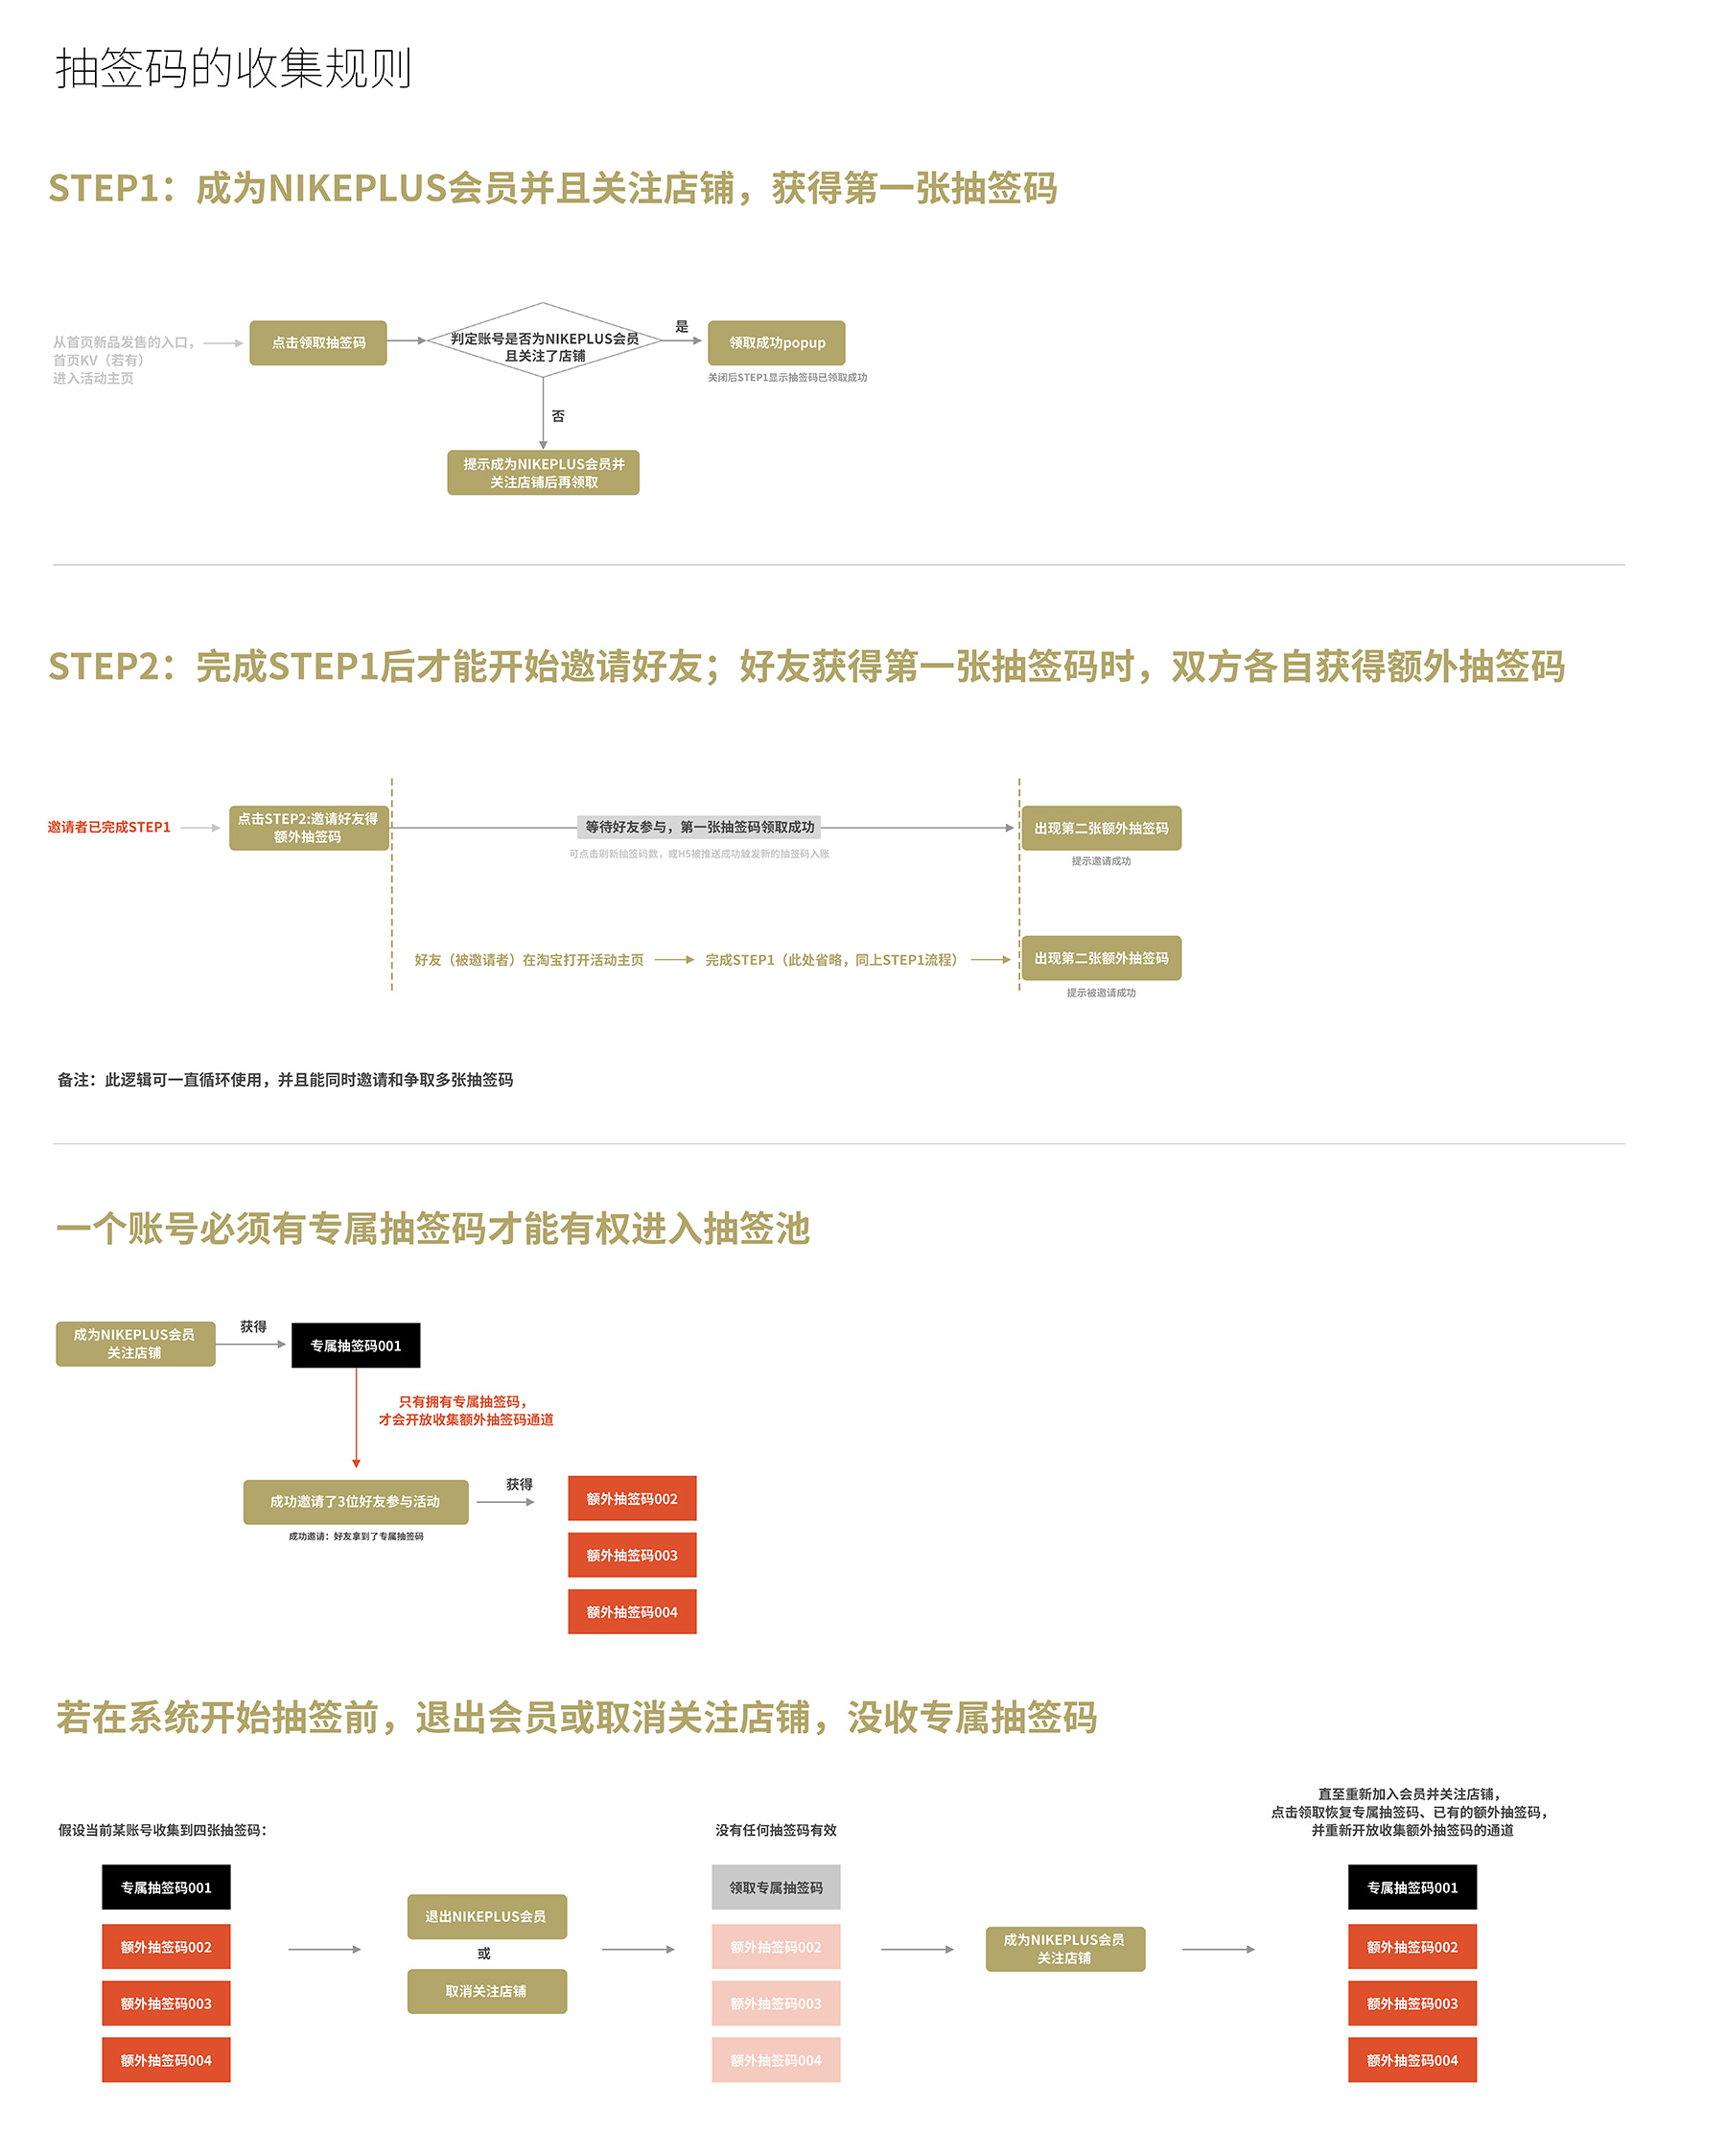 抽签码的收集规则
STEP1：成为NIKEPLUS会员并且关注店铺，获得第一张抽签码
从首页新品发售的入口，
首页KV（若有）
进入活动主页
点击领取抽签码
判定账号是否为NIKEPLUS会员
且关注了店铺
是
领取成功popup
关闭后STEP1显示抽签码已领取成功
否
提示成为NIKEPLUS会员并
关注店铺后再领取
STEP2：完成STEP1后才能开始邀请好友；好友获得第一张抽签码时，双方各自获得额外抽签码
邀请者已完成STEP1
点击STEP2:邀请好友得
额外抽签码
等待好友参与，第一张抽签码领取成功
可点击刷新抽签码数，或H5被推送成功触发新的抽签码入账
出现第二张额外抽签码
提示邀请成功
好友（被邀请者）在淘宝打开活动主页
完成STEP1（此处省略，同上STEP1流程）
出现第二张额外抽签码
提示被邀请成功
备注：此逻辑可一直循环使用，并且能同时邀请和争取多张抽签码
一个账号必须有专属抽签码才能有权进入抽签池
成为NIKEPLUS会员
关注店铺
获得
专属抽签码001
只有拥有专属抽签码，
才会开放收集额外抽签码通道
成功邀请了3位好友参与活动
成功邀请：好友拿到了专属抽签码
获得
额外抽签码002
额外抽签码003
额外抽签码004
若在系统开始抽签前，退出会员或取消关注店铺，没收专属抽签码
假设当前某账号收集到四张抽签码：
专属抽签码001
额外抽签码002
额外抽签码003
额外抽签码004
退出NIKEPLUS会员
或
取消关注店铺
没有任何抽签码有效
领取专属抽签码
额外抽签码002
额外抽签码003
额外抽签码004
成为NIKEPLUS会员
关注店铺
直至重新加入会员并关注店铺，
点击领取恢复专属抽签码、已有的额外抽签码，
并重新开放收集额外抽签码的通道
专属抽签码001
额外抽签码002
额外抽签码003
额外抽签码004